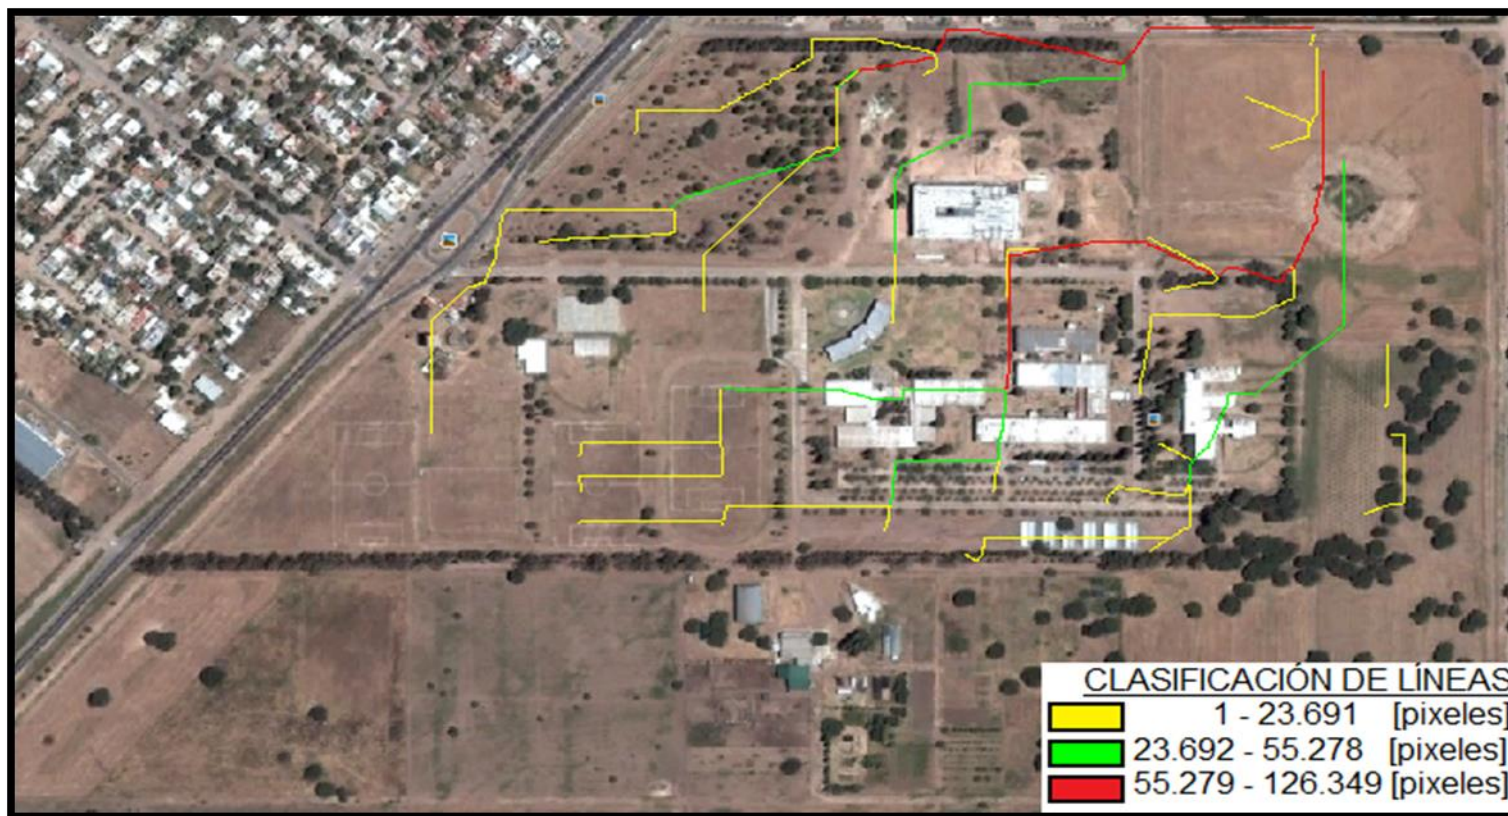 CLASIFICACIÓN DE LÍNEAS
1 - 23.691 [pixeles]
23.692 - 55.278 [pixeles]
55.279 - 126.349 [pixeles]